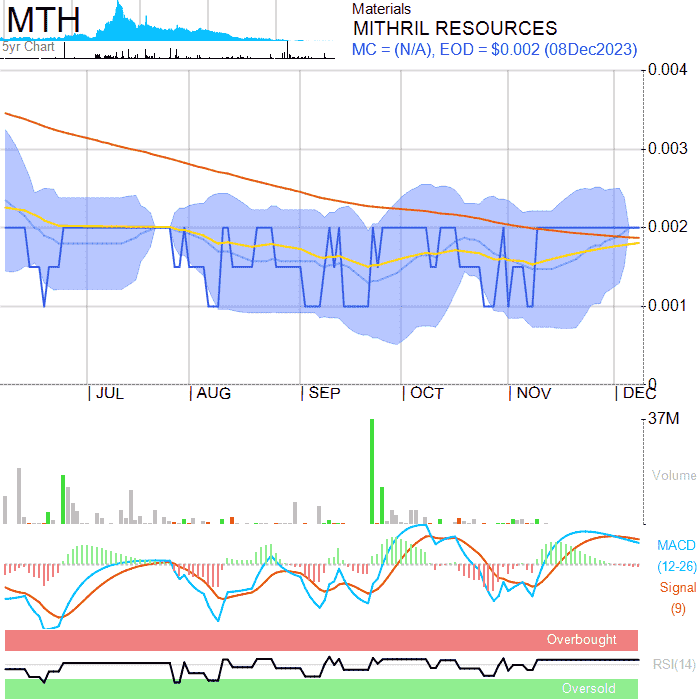 MTH
5yr Chart
Materials
MITHRIL RESOURCES
MC = (N/A), EOD = $0.002 (08Dec2023)
0.004
0.003
0.002
0.001
0
JUL
AUG
SEP
OCT
NOV
DEC
37M
Volume
MACD
(12-26)
Signal
(9)
Overbought
RSI(14)
Oversold